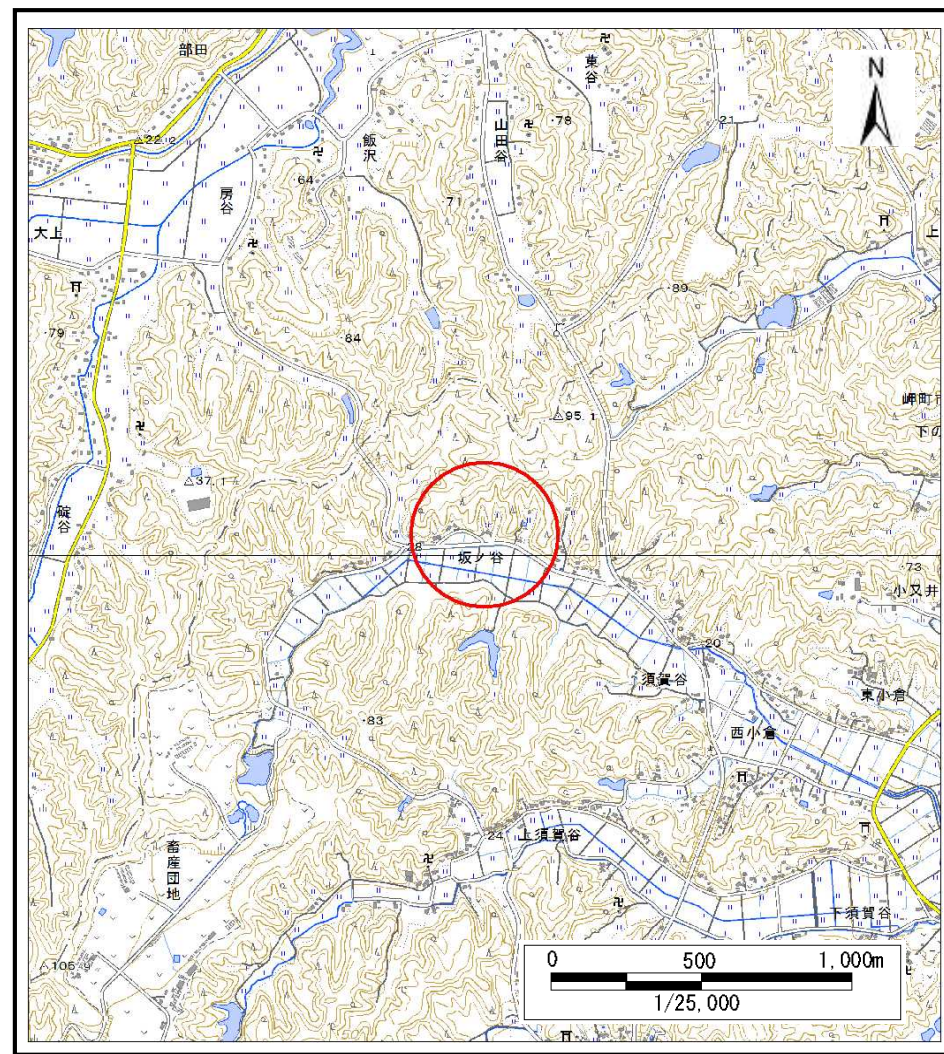 部田
東谷
N
22.2
山田谷
78
21
飯沢
64
房谷
71
大上
上
89
79
84
95.1
岬町
下の
37.1
碇谷
28
坂ノ谷
73
小又井
20
須賀谷
東小倉
西小倉
83
24
上須賀谷
畜産団地
下須賀谷
105.9
0 500 1,000m
1/25,000